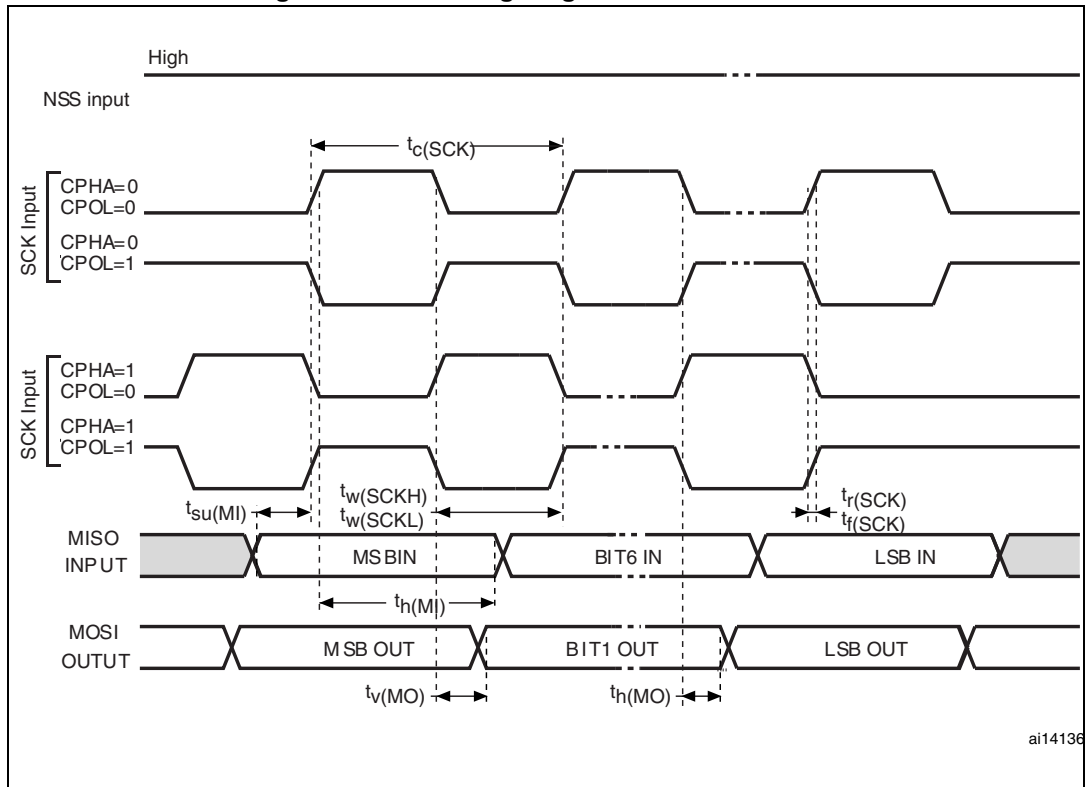 High
NSS input
tc(SCK)
SCK Input
CPHA=0
CPOL=0
CPHA=0
CPOL=1
SCK Input
CPHA=1
CPOL=0
CPHA=1
CPOL=1
tsu(MI)
tw(SCKH)
tw(SCKL)
tr(SCK)
tf(SCK)
MISO
INPUT
MSBIN
BIT6 IN
LSB IN
th(MI)
MOSI
OUTUT
MSB OUT
BIT1 OUT
LSB OUT
tv(MO)
th(MO)
ai14136